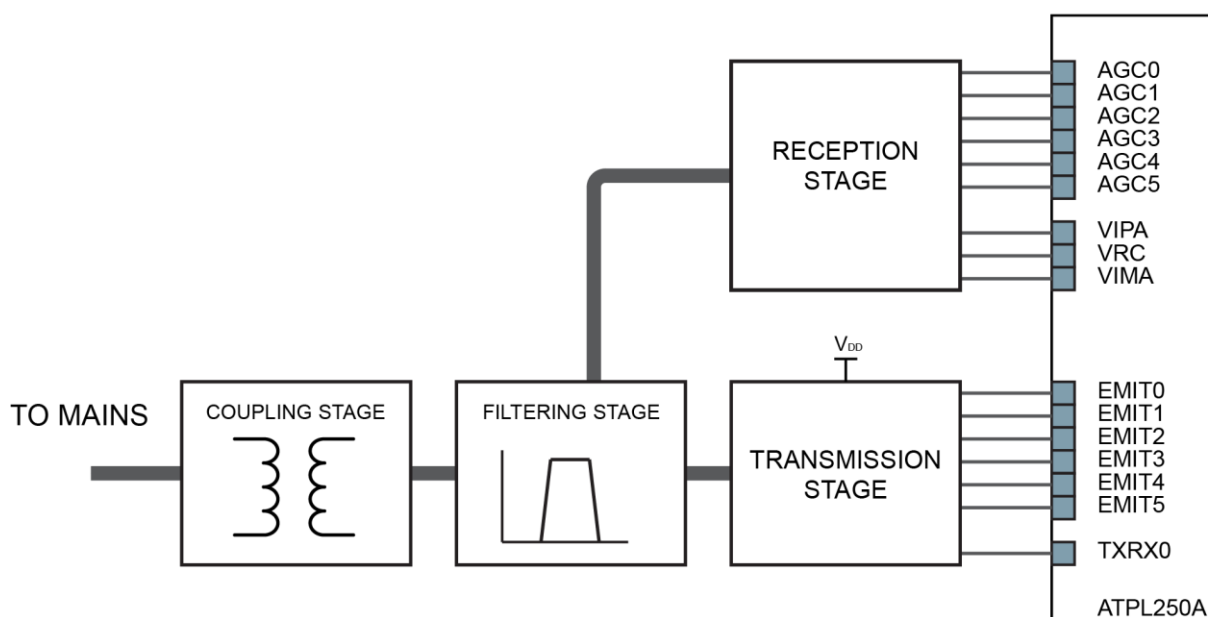 AGC0
AGC1
AGC2
AGC3
AGC4
AGC5
RECEPTION
STAGE
VIPA
VRC
VIMA
VDD
TO MAINS
COUPLING STAGE
FILTERING STAGE
TRANSMISSION
STAGE
EMIT0
EMIT1
EMIT2
EMIT3
EMIT4
EMIT5
TXRX0
ATPL250A